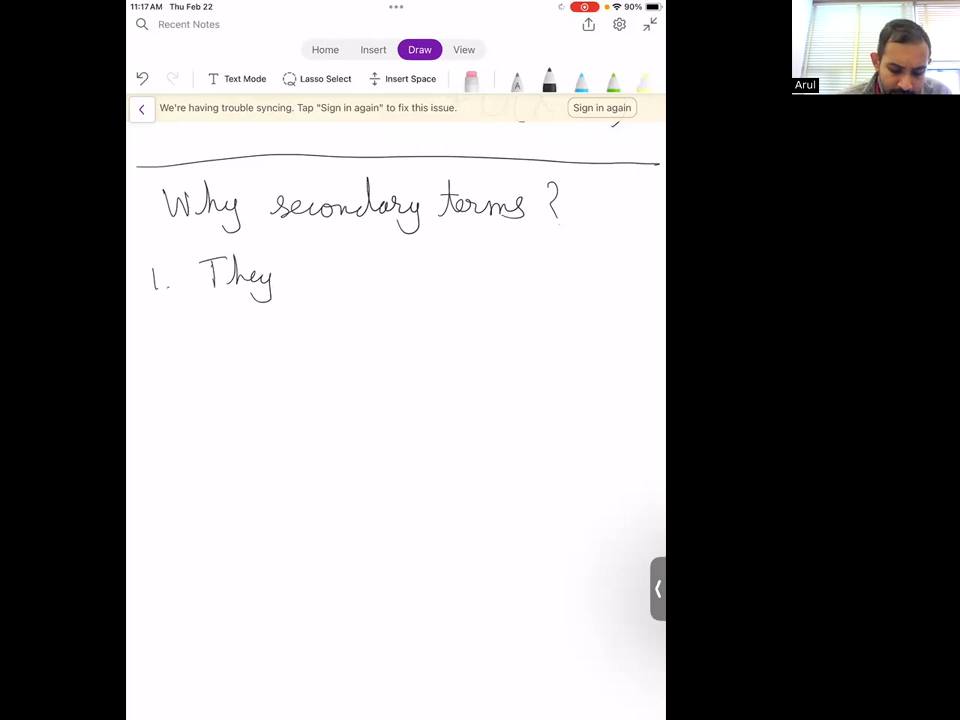 11:17 AM Thu Feb 22
90%
Recent Notes
Home Insert Draw View
Text Mode Lasso Select Insert Space
We're having trouble syncing. Tap "Sign in again" to fix this issue. Sign in again
Arul
Why secondary terms ?
1. They